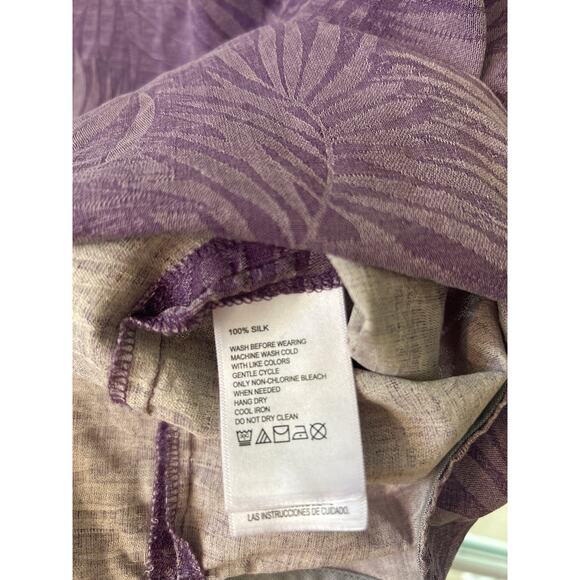 100% SILK
WASH BEFORE WEARING
MACHINE WASH COLD
WITH LIKE COLORS
GENTLE CYCLE
ONLY NON-CHLORINE BLEACH
WHEN NEEDED
HANG DRY
COOL IRON
DO NOT DRY CLEAN
LAS INSTRUCCIONES DE CUIDADO.